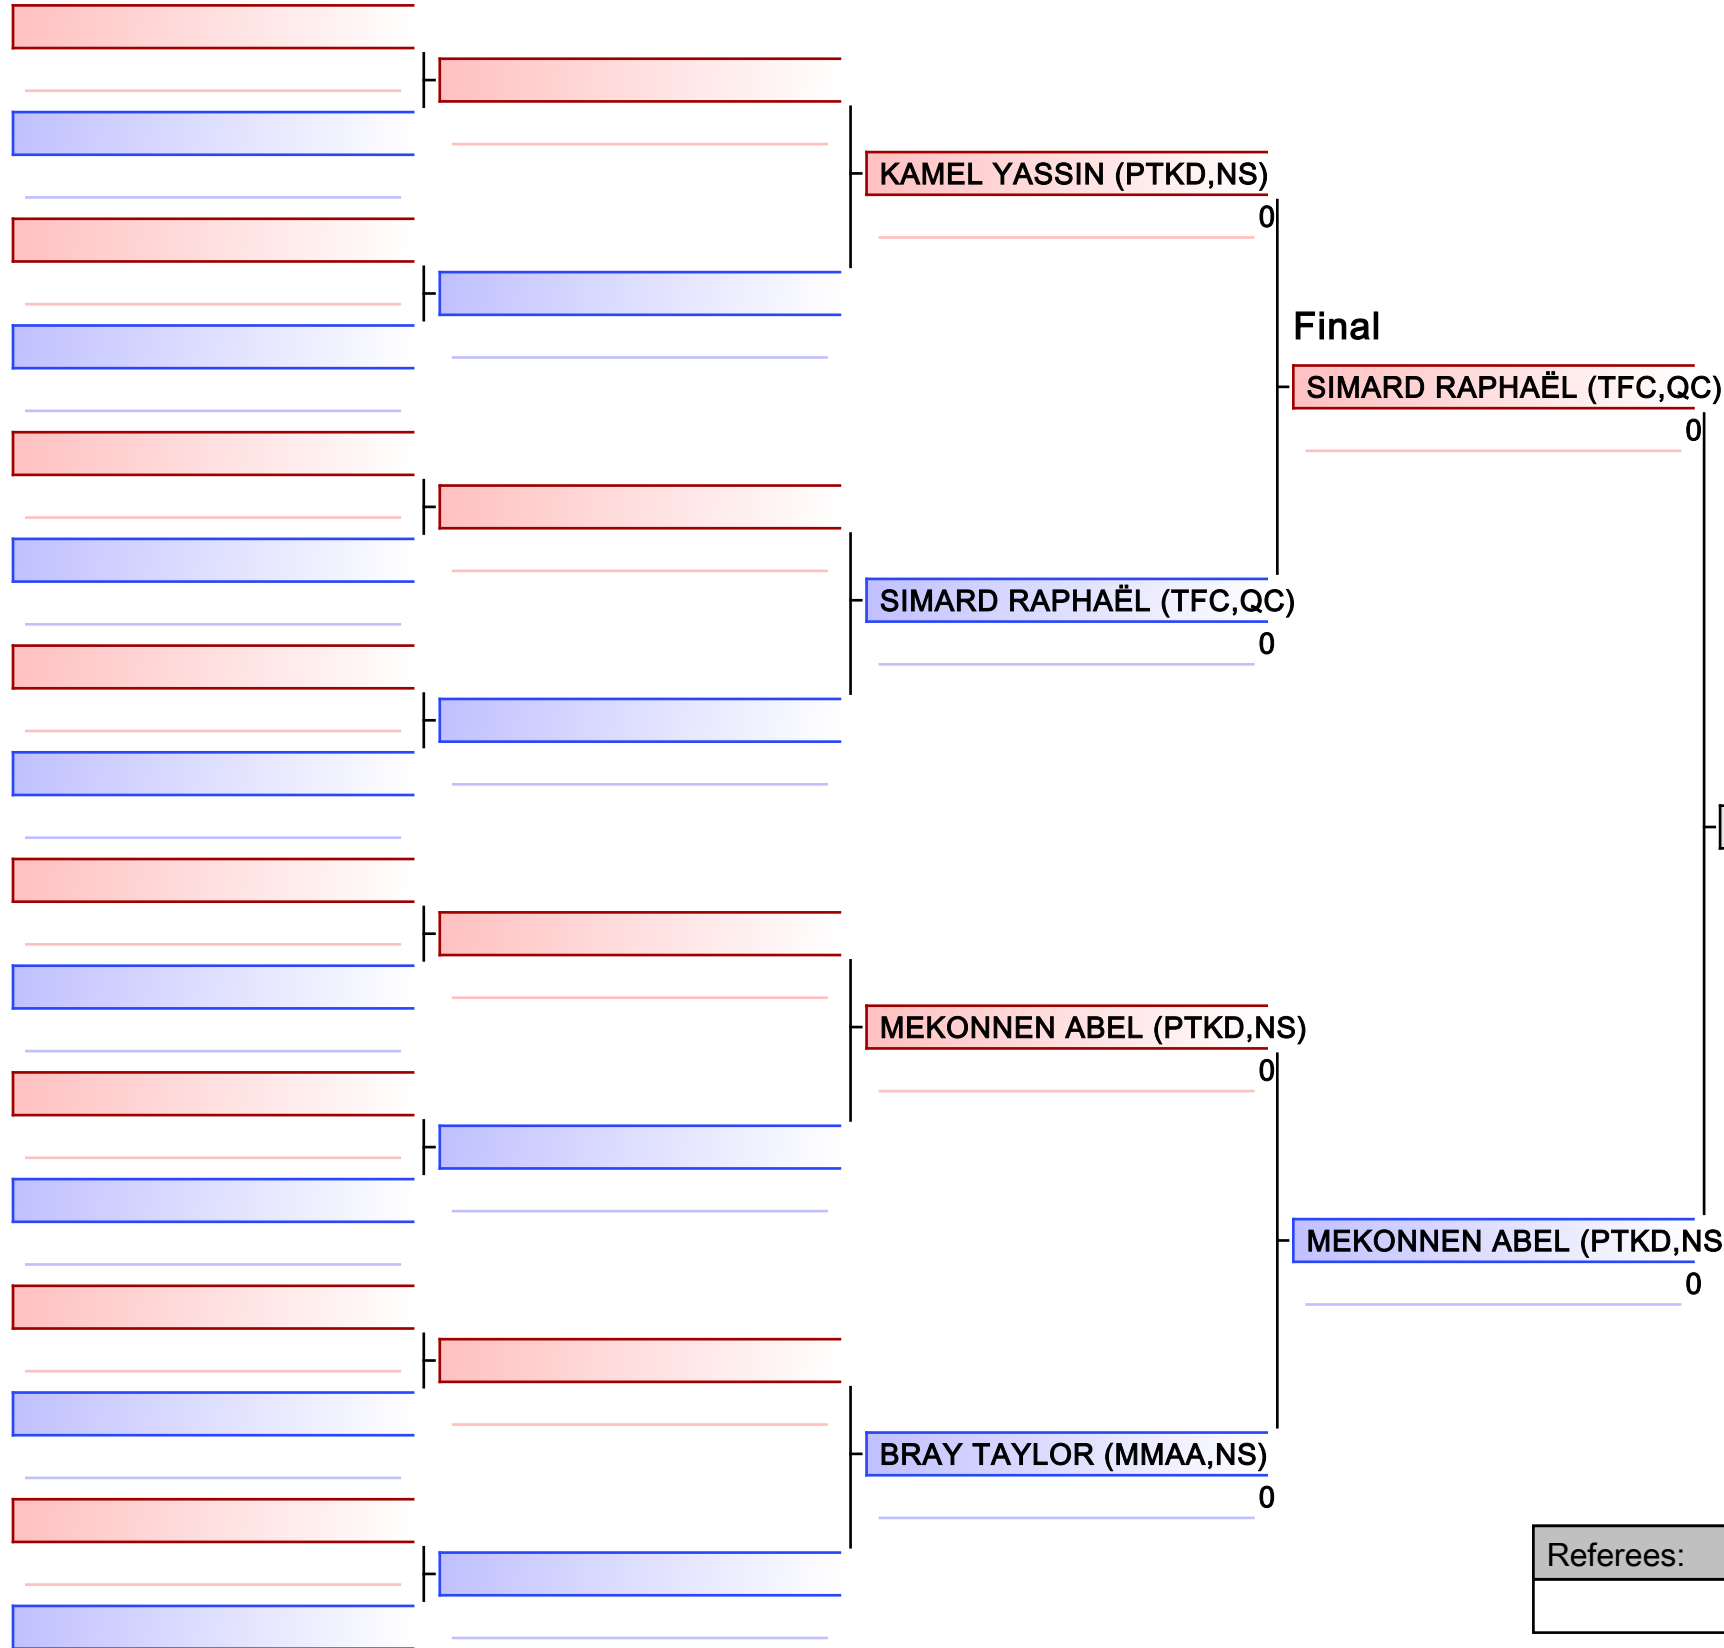 KAMEL YASSIN (PTKD,NS)
0
Final
SIMARD RAPHAËL (TFC,QC)
0
SIMARD RAPHAËL (TFC,QC)
0
MEKONNEN ABEL (PTKD,NS)
0
MEKONNEN ABEL (PTKD,NS
0
BRAY TAYLOR (MMAA,NS)
0
Referees: